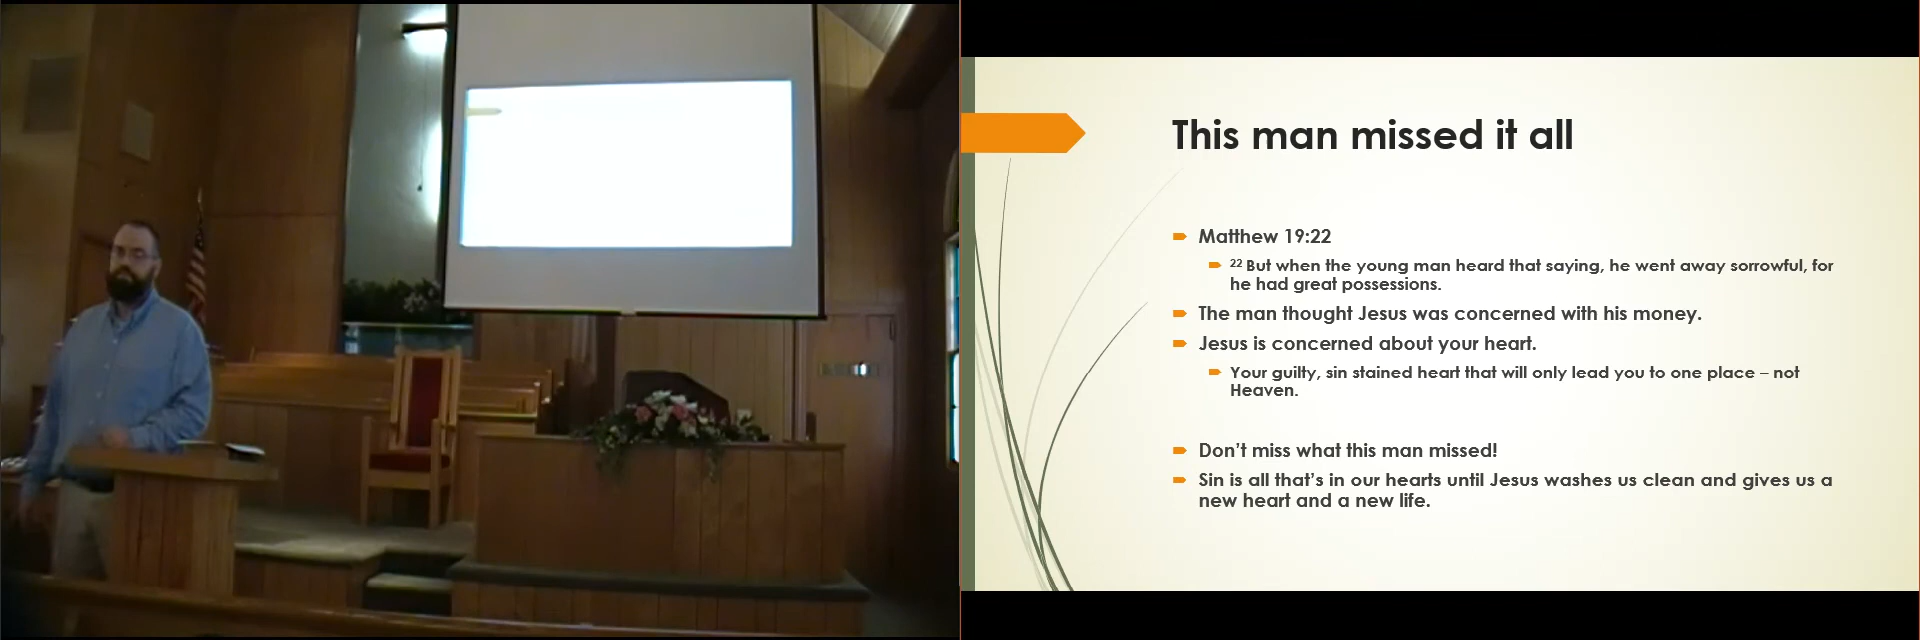 This man missed it all
Matthew 19:22
22 But when the young man heard that saying, he went away sorrowful, for
he had great possessions.
The man thought Jesus was concerned with his money.
Jesus is concerned about your heart.
Your guilty, sin stained heart that will only lead you to one place – not
Heaven.
Don’t miss what this man missed!
Sin is all that’s in our hearts until Jesus washes us clean and gives us a
new heart and a new life.